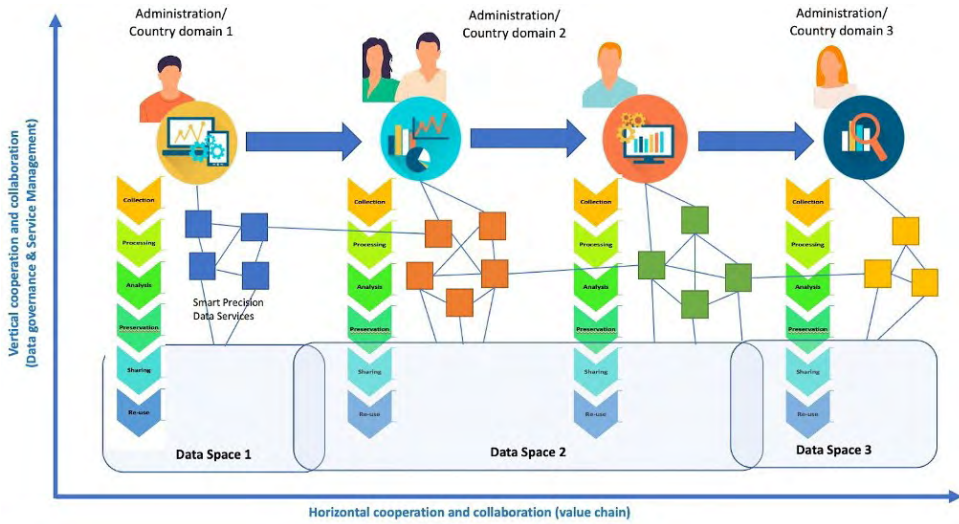 Administration/
Country domain 1
Administration/
Country domain 2
Administration/
Country domain 3
Vertical cooperation and collaboration
(Data governance & Service Management)
Collection
Processing
Analysis
Preservation
Sharing
Re-use
Smart Precision
Data Services
Collection
Processing
Analysis
Preservation
Sharing
Re-use
Collection
Processing
Analysis
Preservation
Sharing
Re-use
Collection
Processing
Analysis
Preservation
Sharing
Re-use
Data Space 1
Data Space 2
Data Space 3
Horizontal cooperation and collaboration (value chain)